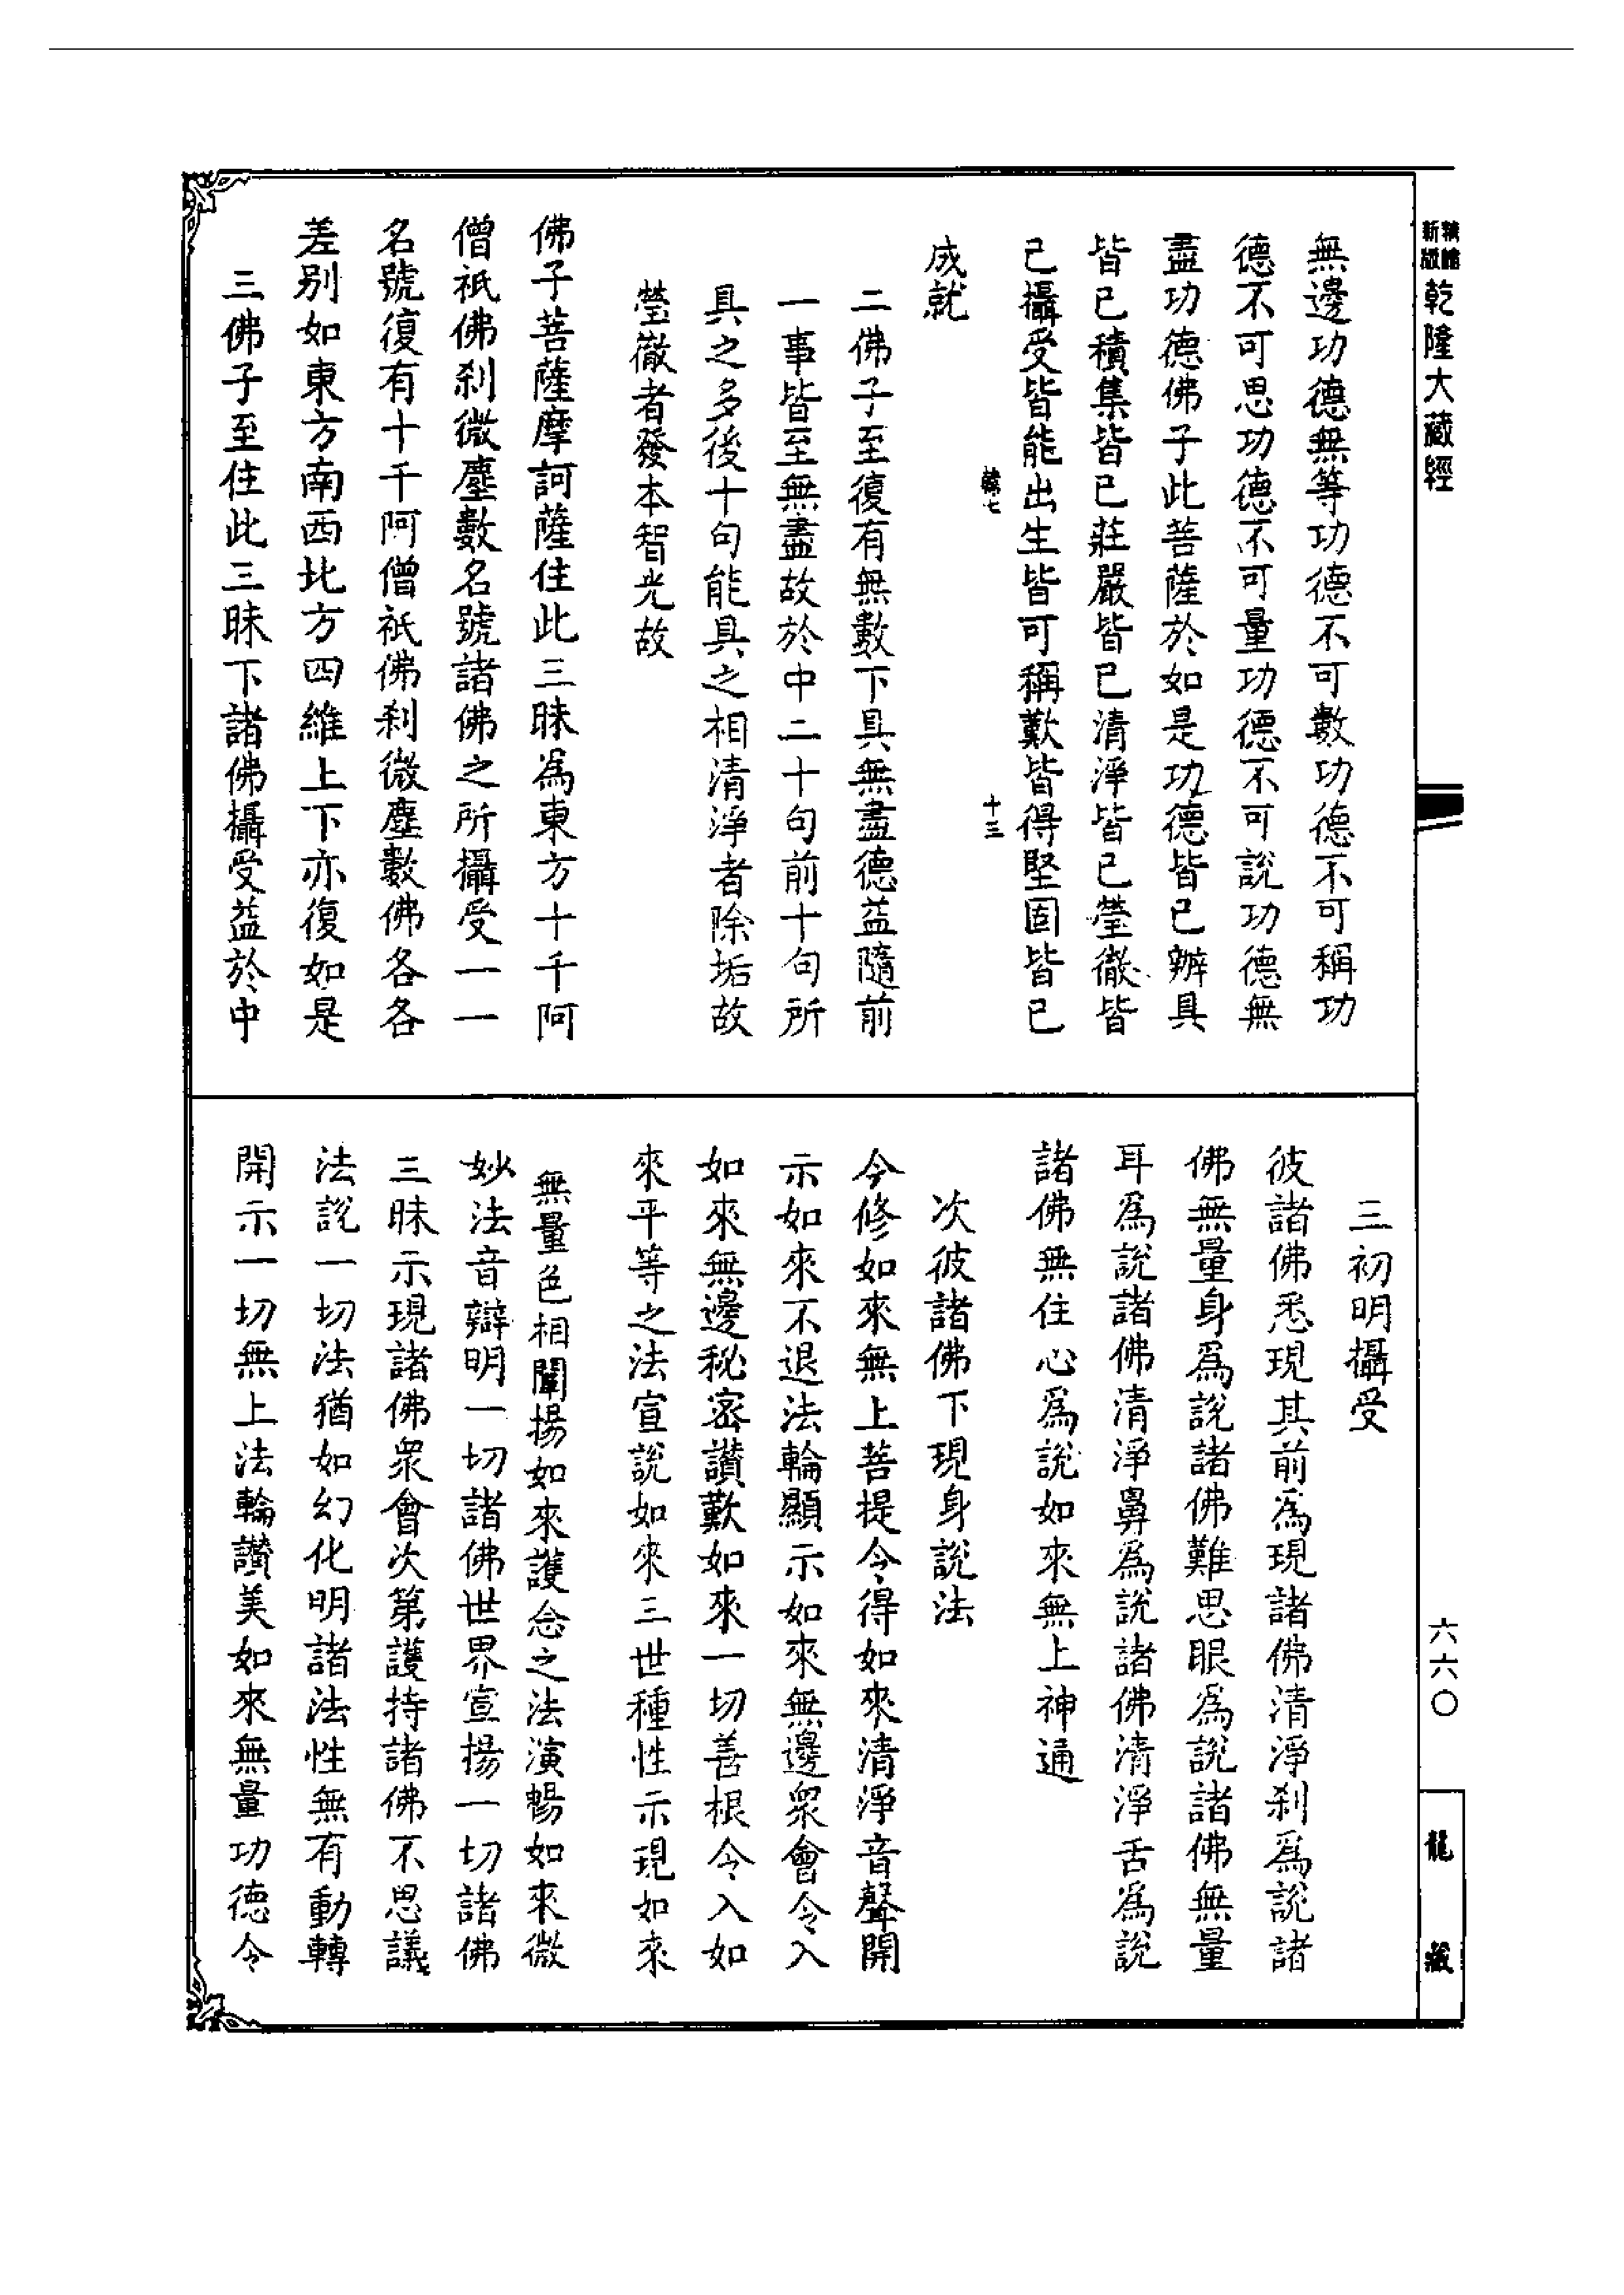 新版
乾隆大藏經
無邊功德無等功德不可數功德不可稱功
德不可思功德不可量功德不可說功德無
盡功德佛子此菩薩於如是功德皆已辦具
皆已積集皆已莊嚴皆已清淨皆已瑩徹皆
已攝受皆能出生皆可稱歎皆得堅固皆已
十三
成就
二佛子至復有無數下具無盡德益隨前
一事皆至無盡故於中二十句前十句所
具之多後十句能具之相清淨者除垢故
瑩徹者發本智光故
佛子菩薩摩訶薩住此三昧為東方十千阿
僧祇佛刹微塵數名號諸佛之所攝受一一
名號復有十千阿僧祇佛刹微塵數佛各各
差别如東方南西北方四維上下亦復如是
三佛子至住此三昧下諸佛攝受益於中
三初明攝受
彼諸佛悉現其前為現諸佛清淨刹為說諸
佛無量身為說諸佛難思眼為說諸佛無量
耳為說諸佛清淨鼻為說諸佛清淨舌為說
諸佛無住心為說如來無上神通
次彼諸佛下現身說法
令修如來無上菩提令得如來清淨音聲開
示如來不退法輪顯示如來無邊眾會令入
如來無邊秘密讚歎如來一切善根令入如
來平等之法宣說如來三世種性示現如來
無量色相闡揚如來護念之法演暢如來微
妙法音辯明一切諸佛世界宣揚一切諸佛
三昧示現諸佛眾會次第護持諸佛不思議
法說一切法猶如幻化明諸法性無有動轉
開示一切無上法輪讚美如來無量功德令
六六〇
龍藏